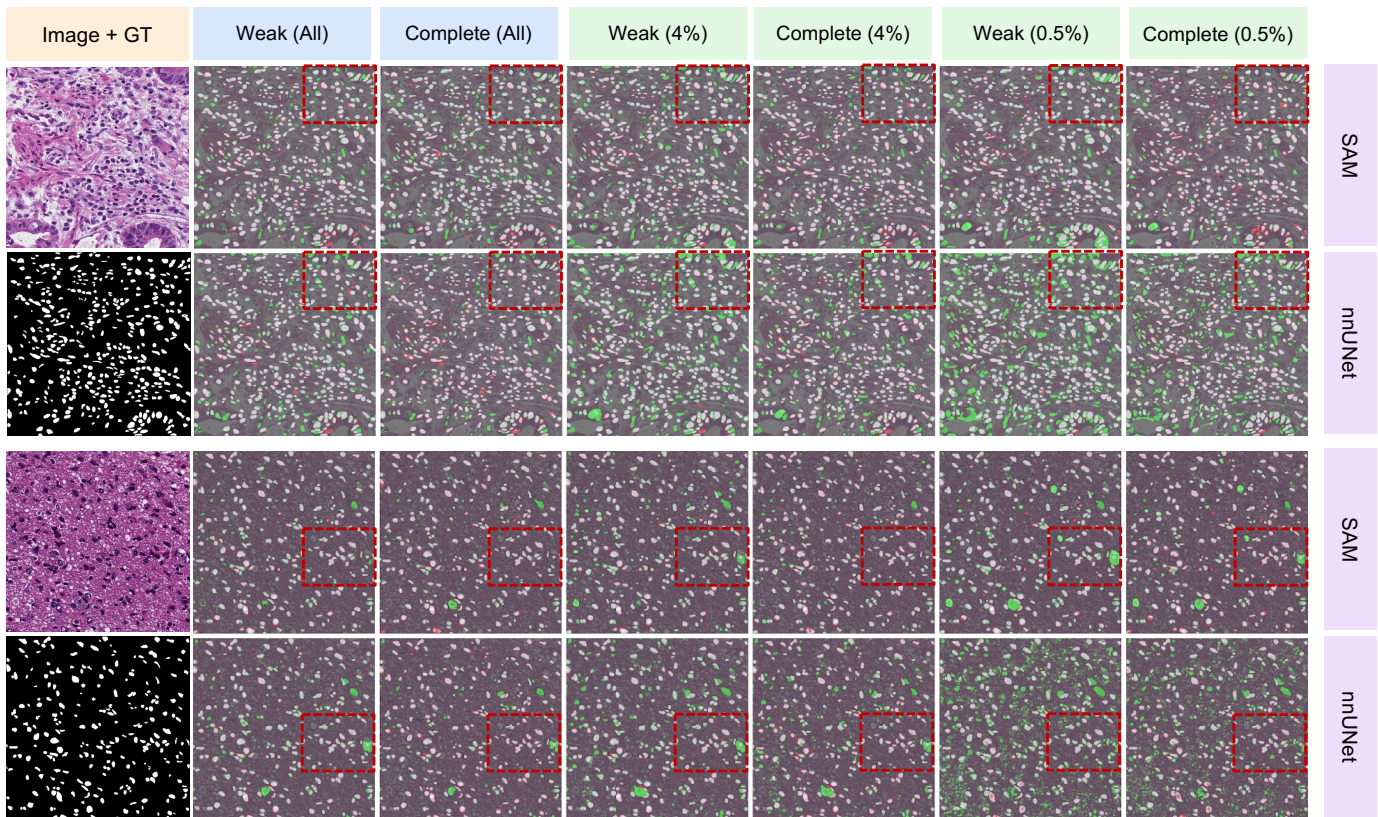 Image + GT
Weak (All)
Complete (All)
Weak (4%)
Complete (4%)
Weak (0.5%)
Complete (0.5%)
SAM
nnUNet
SAM
nnUNet